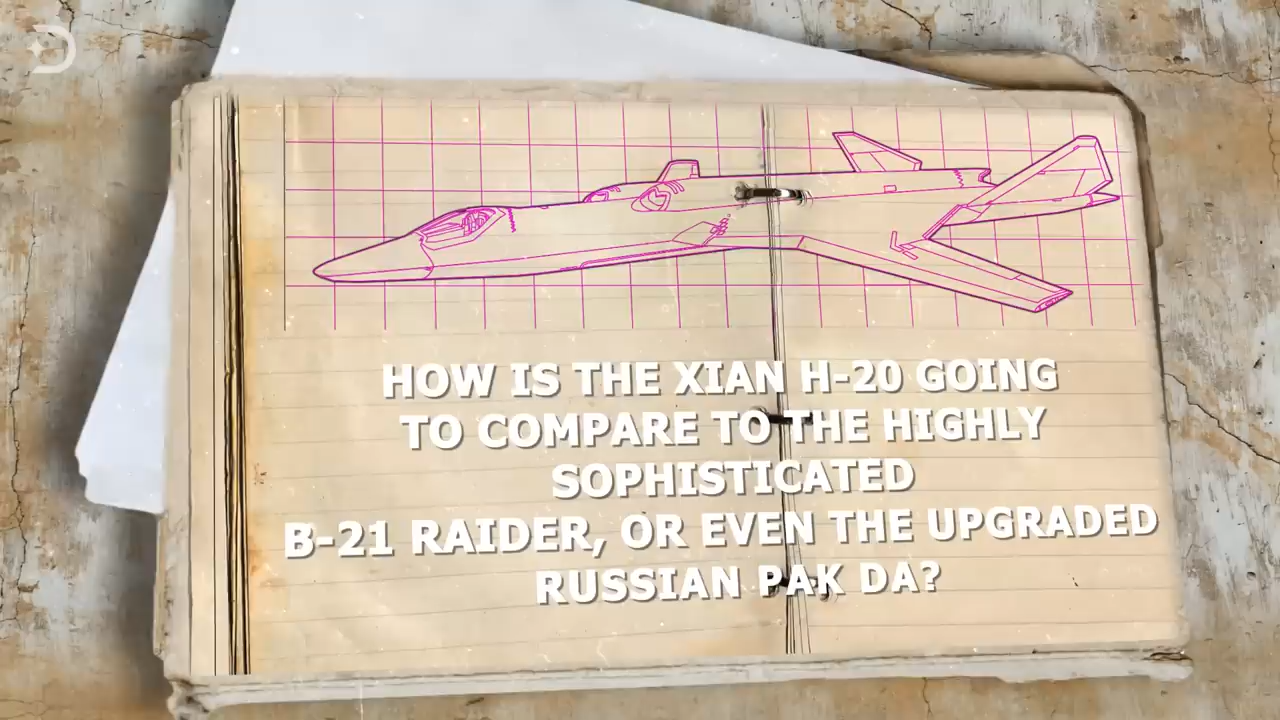 HOW IS THE XIAN H-20 GOING
TO COMPARE TO THE HIGHLY
SOPHISTICATED
B-21 RAIDER, OR EVEN THE UPGRADED
RUSSIAN PAK DA?